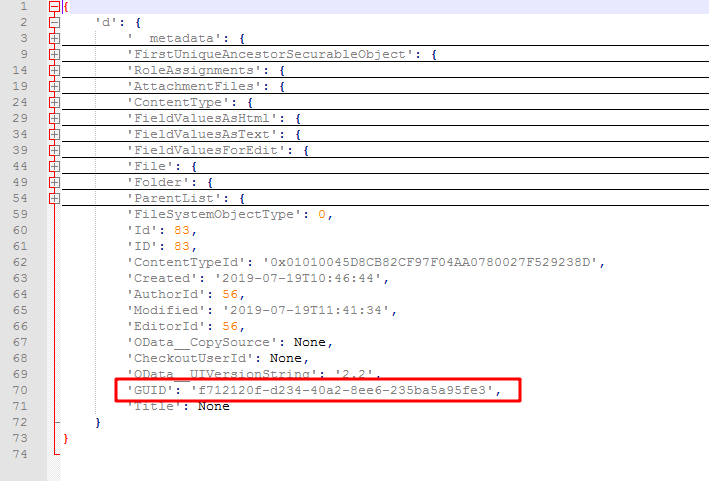 1 {
2 'd': {
3 '__metadata': {
9 'FirstUniqueAncestorSecurableObject': {
14 'RoleAssignments': {
19 'AttachmentFiles': {
24 'ContentType': {
29 'FieldValuesAsHtml': {
34 'FieldValuesAsText': {
39 'FieldValuesForEdit': {
44 'File': {
49 'Folder': {
54 'ParentList': {
59 'FileSystemObjectType': 0,
60 'Id': 83,
61 'ID': 83,
62 'ContentTypeId': '0x01010045D8CB82CF97F04AA0780027F529238D',
63 'Created': '2019-07-19T10:46:44',
64 'AuthorId': 56,
65 'Modified': '2019-07-19T11:41:34',
66 'EditorId': 56,
67 'OData__CopySource': None,
68 'CheckoutUserId': None,
69 'OData__UIVersionString': '2.2',
70 'GUID': 'f712120f-d234-40a2-8ee6-235ba5a95fe3',
71 'Title': None
72 }
73 }
74